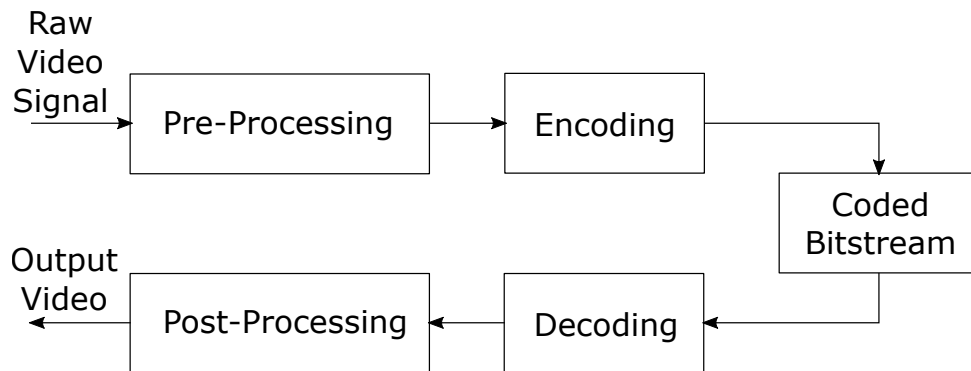 Raw
Video
Signal
Pre-Processing
Encoding
Coded
Bitstream
Output
Video
Post-Processing
Decoding